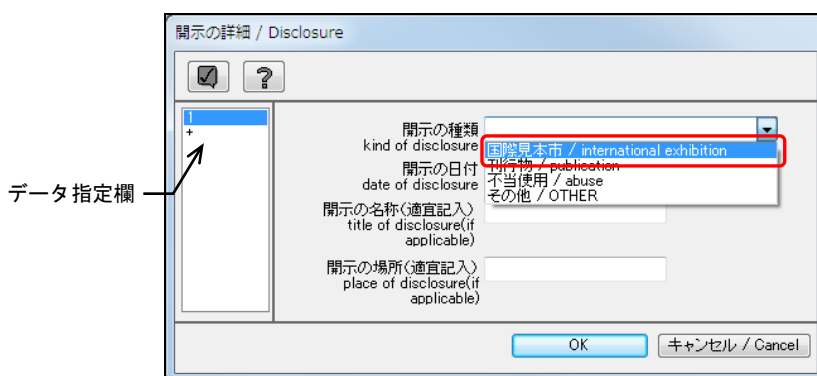 開示の詳細 / Disclosure
?
1
+
データ指定欄
開示の種類
kind of disclosure
国際見本市 / international exhibition
刊行物 / publication
不当使用 / abuse
その他 / OTHER
開示の日付
date of disclosure
開示の名称(適宜記入)
title of disclosure(if
applicable)
開示の場所(適宜記入)
place of disclosure(if
applicable)
OK
キャンセル / Cancel